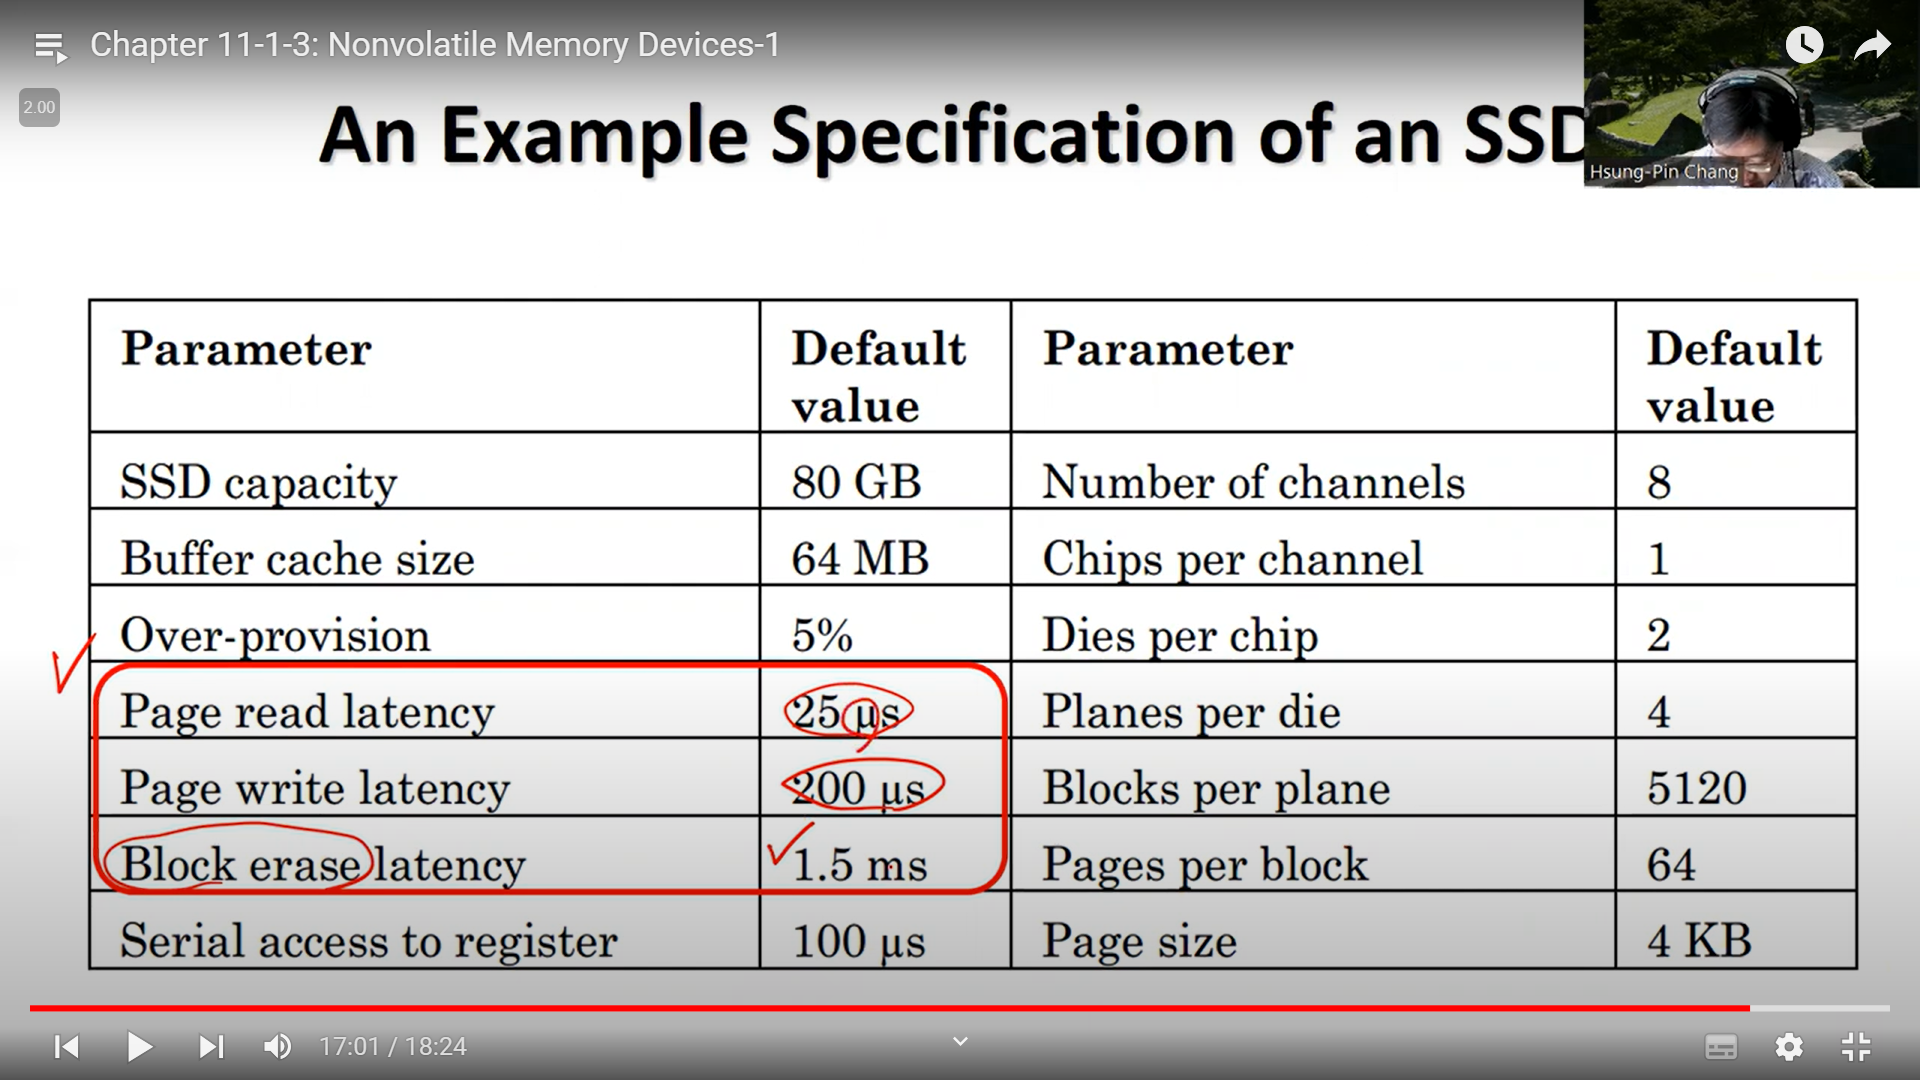 Chapter 11-1-3: Nonvolatile Memory Devices-1
2.00
An Example Specification of an SSD
Hsung-Pin Chang
Parameter Default value Parameter Default value
SSD capacity 80 GB Number of channels 8
Buffer cache size 64 MB Chips per channel 1
Over-provision 5% Dies per chip 2
Page read latency 25 µs Planes per die 4
Page write latency 200 µs Blocks per plane 5120
Block erase latency 1.5 ms Pages per block 64
Serial access to register 100 µs Page size 4 KB
17:01 / 18:24